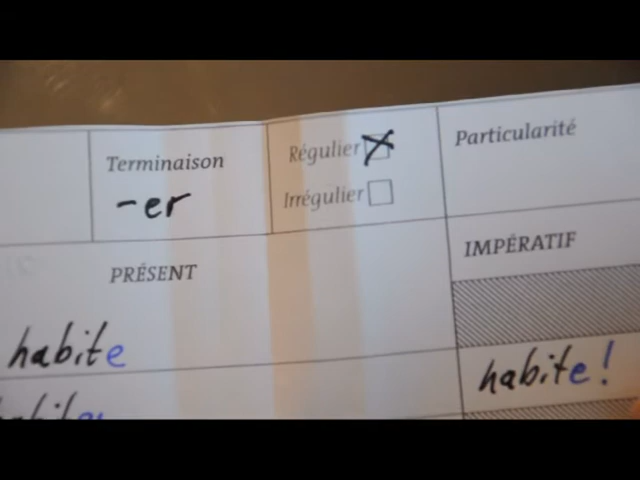 Terminaison
-er
Régulier
Irrégulier
Particularité
PRÉSENT
IMPÉRATIF
habite
habite!